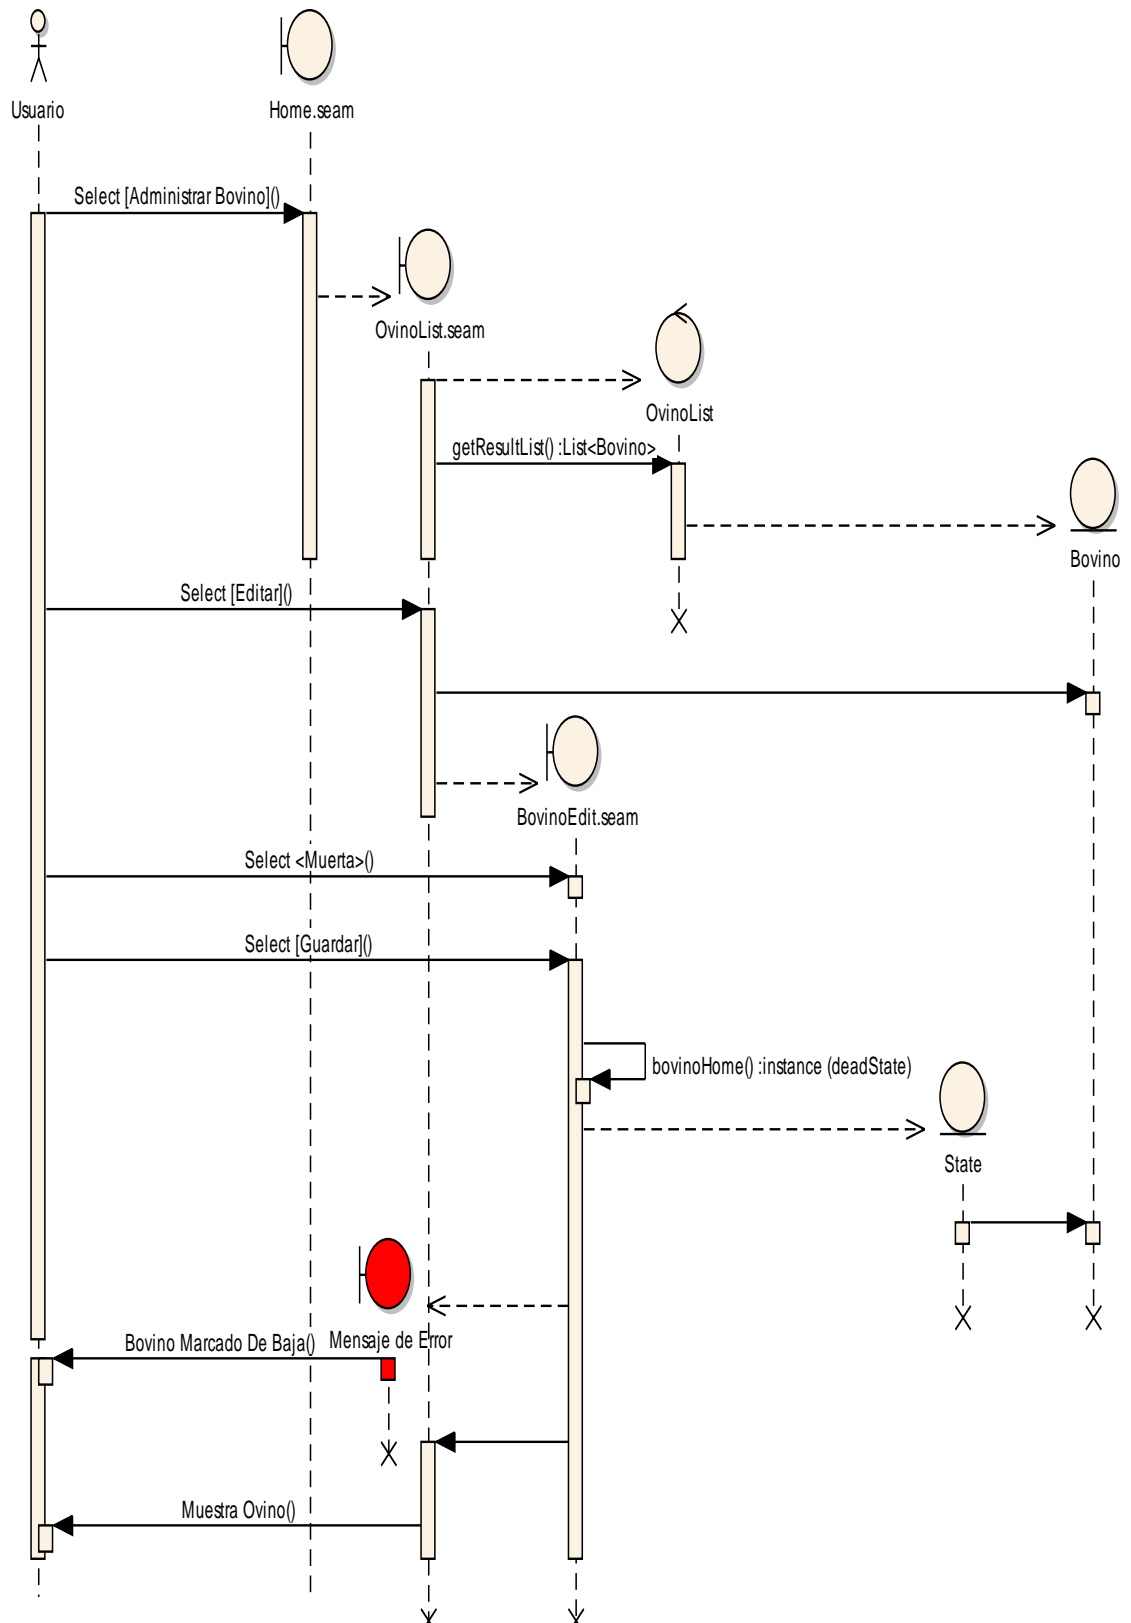 Usuario
Home.seam
Select [Administrar Bovino]()
OvinoList.seam
OvinoList
getResultList() :List<Bovino>
Bovino
Select [Editar]()
BovinoEdit.seam
Select <Muerta>()
Select [Guardar]()
bovinoHome() :instance (deadState)
State
Bovino Marcado De Baja()
Mensaje de Error
Muestra Ovino()